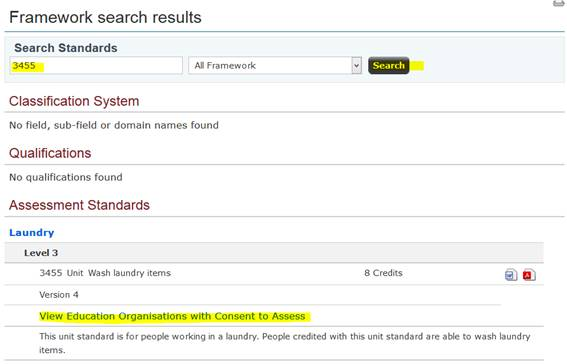 Framework search results
Search Standards
3455 All Framework Search
Classification System
No field, sub-field or domain names found
Qualifications
No qualifications found
Assessment Standards
Laundry
Level 3
3455 Unit Wash laundry items 8 Credits
Version 4
View Education Organisations with Consent to Assess
This unit standard is for people working in a laundry. People credited with this unit standard are able to wash laundry
items.